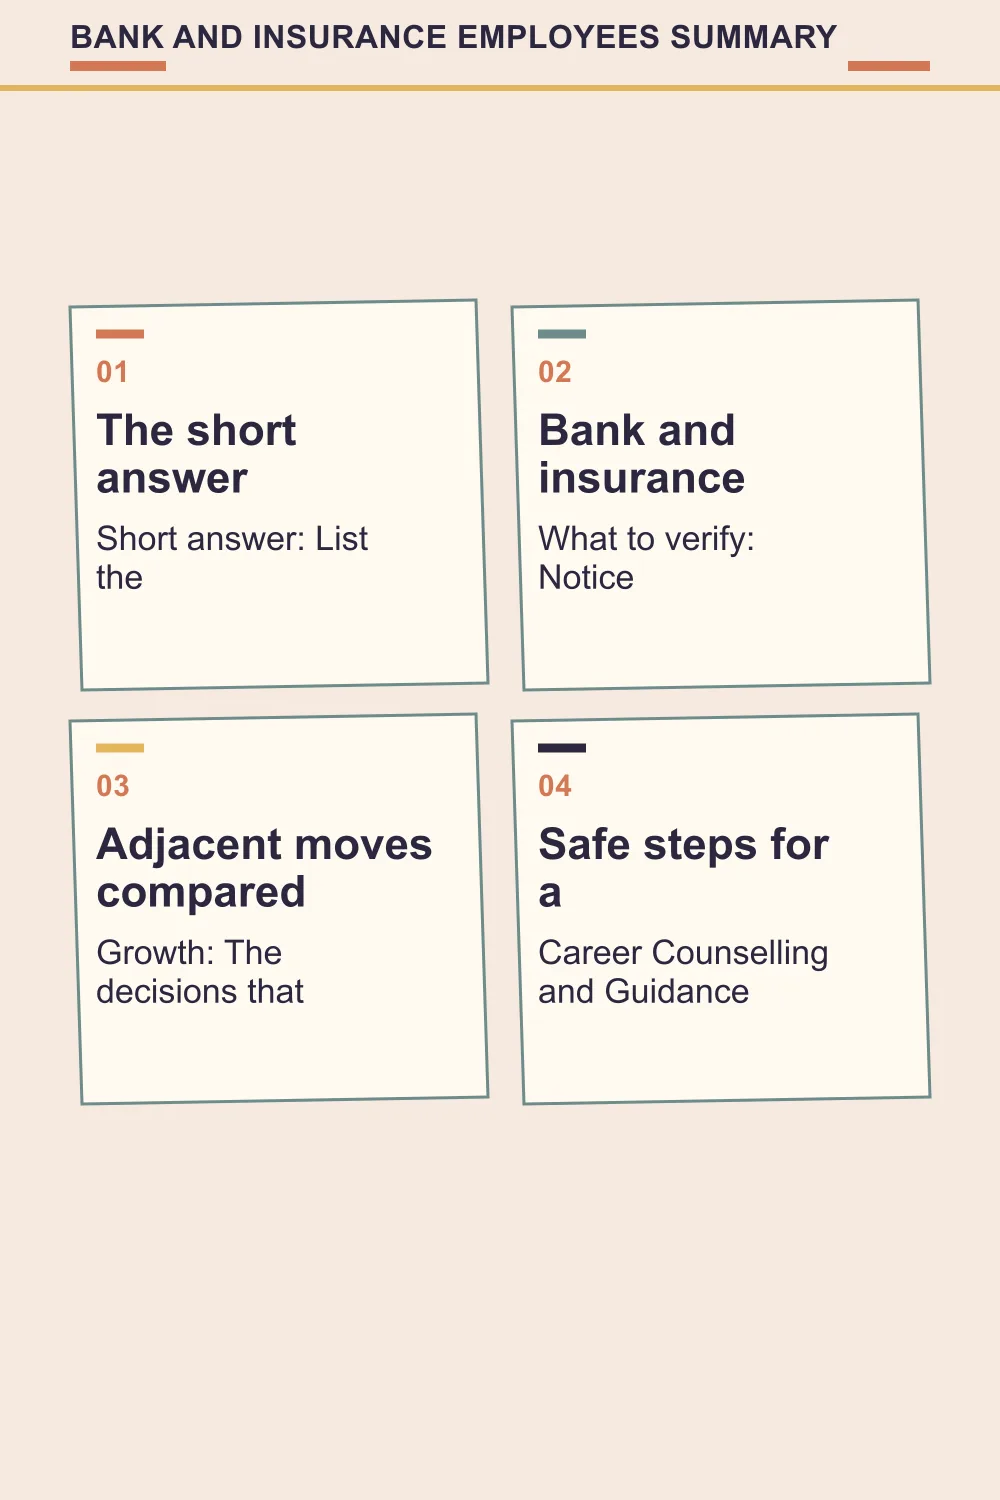 BANK AND INSURANCE EMPLOYEES SUMMARY
01
The short
answer
Short answer: List
the
02
Bank and
insurance
What to verify:
Notice
03
Adjacent moves
compared
Growth: The
decisions that
04
Safe steps for
a
Career Counselling
and Guidance